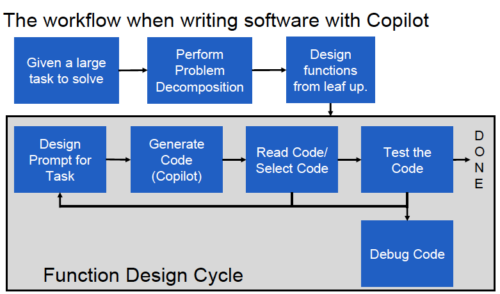 The workflow when writing software with Copilot
Given a large
task to solve
Perform
Problem
Decomposition
Design
functions
from leaf up.
Design
Prompt for
Task
Generate
Code
(Copilot)
Read Code/
Select Code
Test the
Code
D
O
N
E
Debug Code
Function Design Cycle